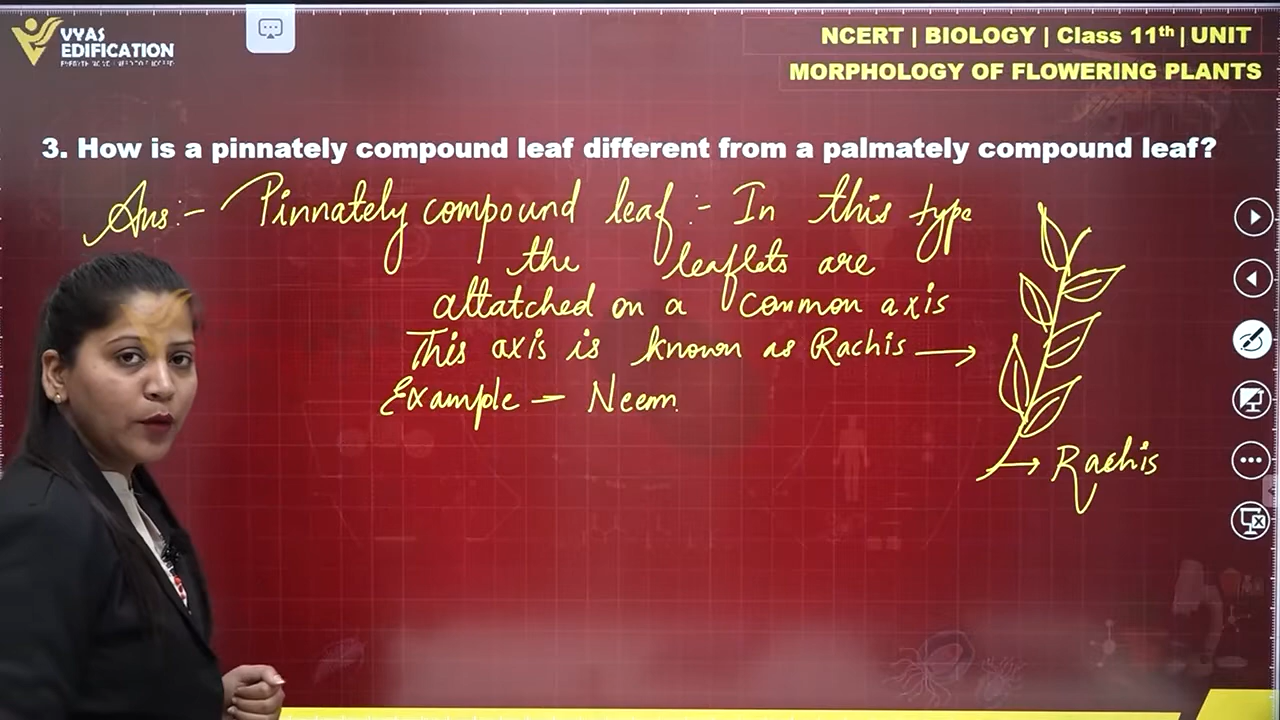 VYAS
EDIFICATION
NCERT | BIOLOGY | Class 11th | UNIT
MORPHOLOGY OF FLOWERING PLANTS
3. How is a pinnately compound leaf different from a palmately compound leaf?
Ans:- Pinnately compound leaf :- In this type
the leaflets are
attatched on a common axis
This axis is known as Rachis →
Example - Neem.
→ Rachis